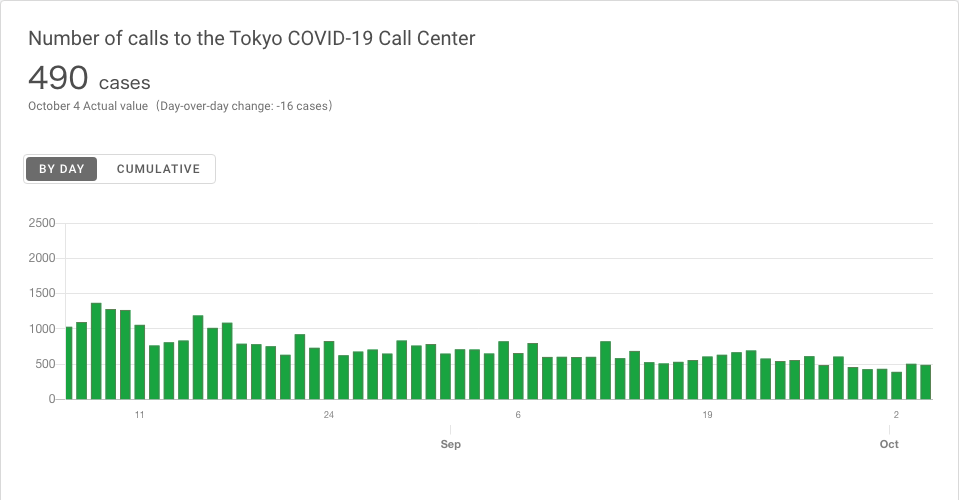 Number of calls to the Tokyo COVID-19 Call Center
490 cases
October 4 Actual value（Day-over-day change: -16 cases）
BY DAY CUMULATIVE
2500
2000
1500
1000
500
0
11 24 6 19 2
Sep Oct